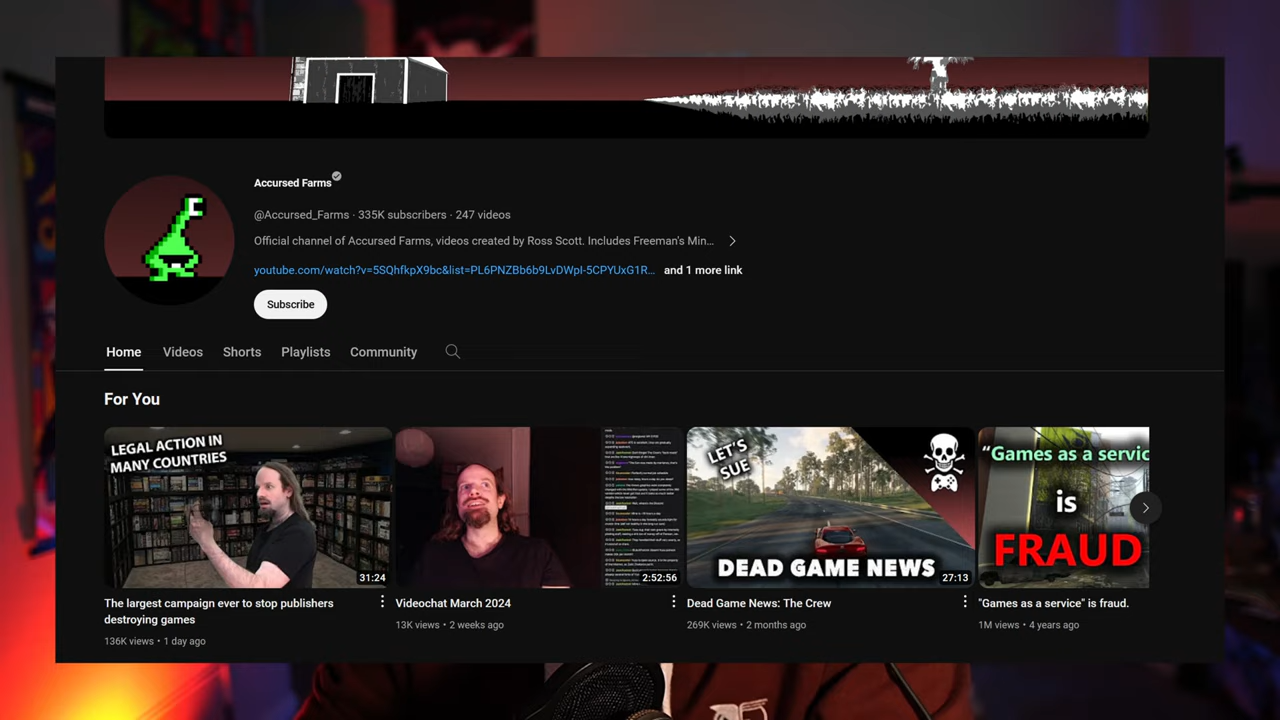 Accursed Farms
@Accursed_Farms · 335K subscribers · 247 videos
Official channel of Accursed Farms, videos created by Ross Scott. Includes Freeman's Min...
youtube.com/watch?v=5SQhfkpX9bc&list=PL6PNZBb6b9LvDWpI-5CPYUxG1R... and 1 more link
Subscribe
Home Videos Shorts Playlists Community
For You
LEGAL ACTION IN
MANY COUNTRIES
31:24
2:52:56
LET'S
SUE
DEAD GAME NEWS
27:13
"Games as a servic
is
FRAUD
The largest campaign ever to stop publishers
destroying games
136K views • 1 day ago
Videochat March 2024
13K views • 2 weeks ago
Dead Game News: The Crew
269K views • 2 months ago
"Games as a service" is fraud.
1M views • 4 years ago